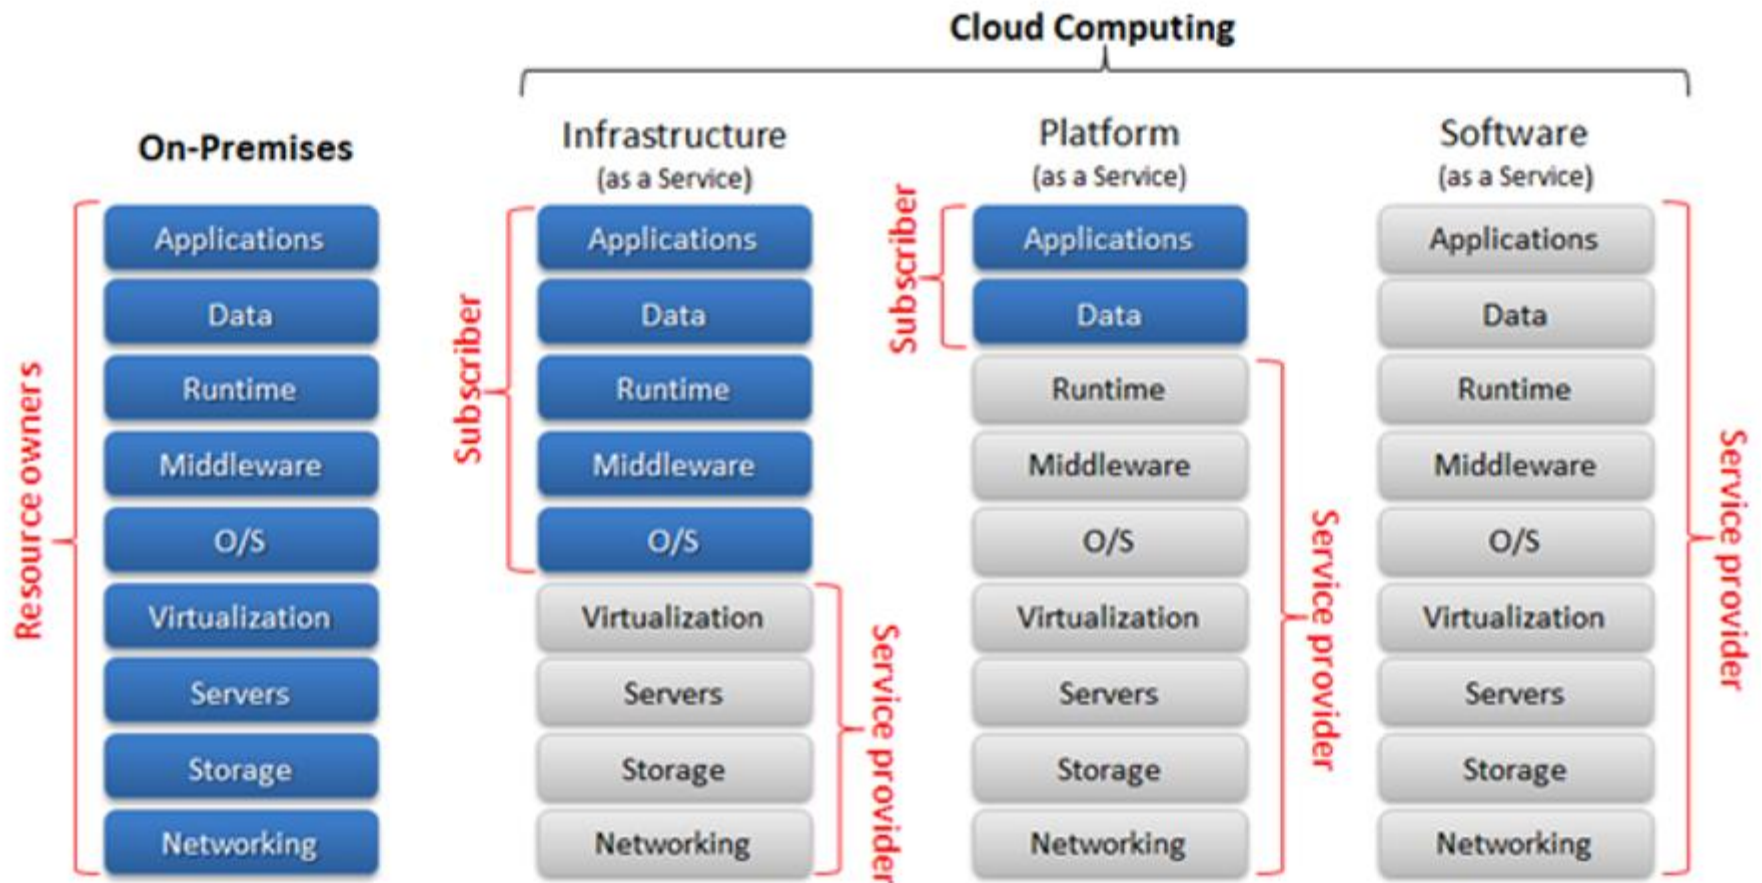 Cloud Computing
On-Premises
Resource owners
Applications
Data
Runtime
Middleware
O/S
Virtualization
Servers
Storage
Networking
Infrastructure
(as a Service)
Subscriber
Applications
Data
Runtime
Middleware
O/S
Virtualization
Servers
Storage
Networking
Service provider
Platform
(as a Service)
Subscriber
Applications
Data
Runtime
Middleware
O/S
Virtualization
Servers
Storage
Networking
Service provider
Software
(as a Service)
Applications
Data
Runtime
Middleware
O/S
Virtualization
Servers
Storage
Networking
Service provider